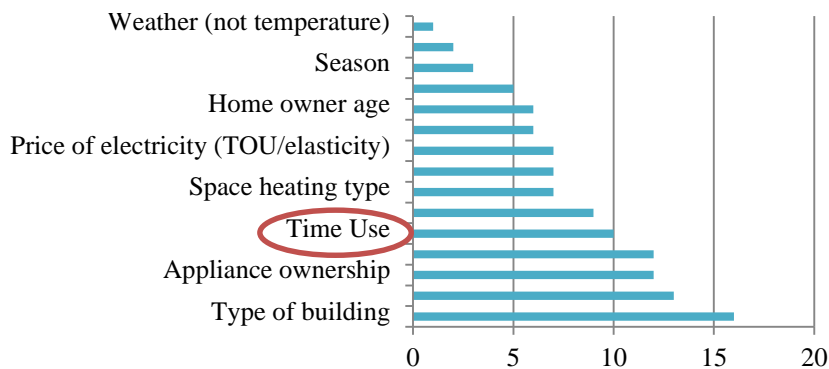 Weather (not temperature)
Season
Home owner age
Price of electricity (TOU/elasticity)
Space heating type
Time Use
Appliance ownership
Type of building
0 5 10 15 20